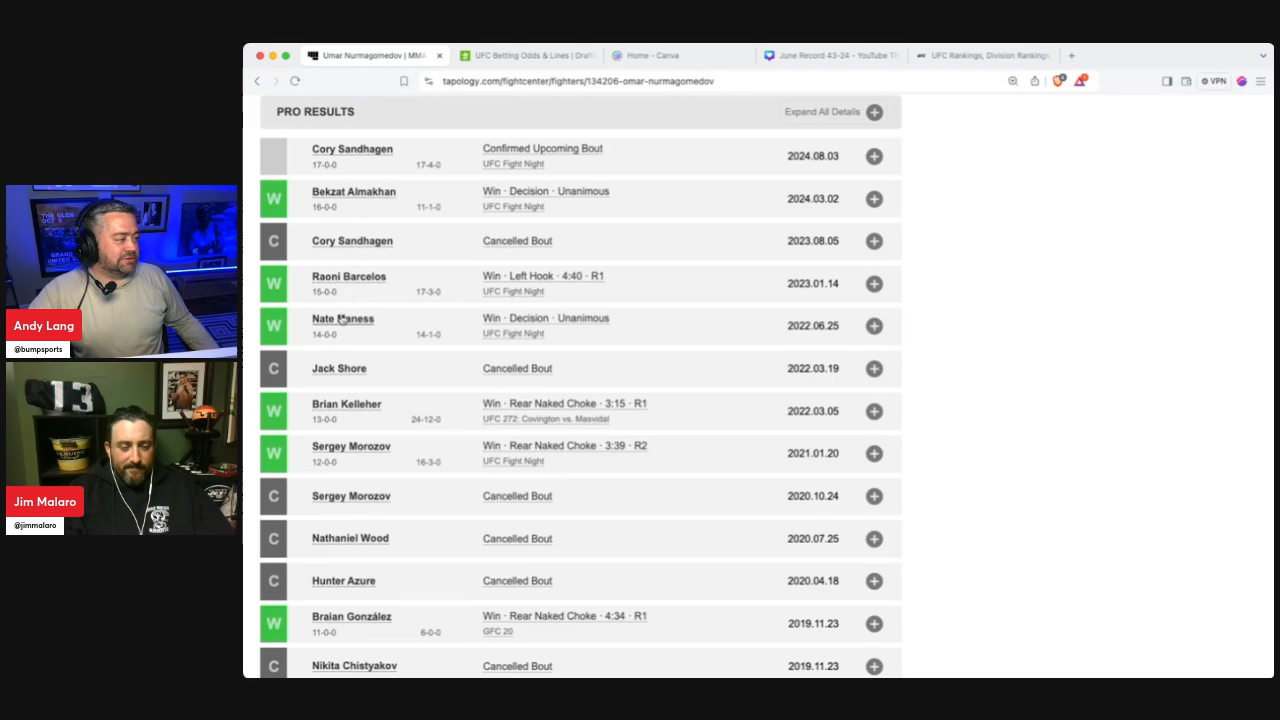 Umar Nurmagomedov | MMA
UFC Betting Odds & Lines | Draft
Home - Canva
June Record 43-24 - YouTube Th
UFC Rankings, Division Rankings,
tapology.com/fightcenter/fighters/134206-omar-nurmagomedov
VPN
PRO RESULTS
Expand All Details
Cory Sandhagen
17-0-0
17-4-0
Confirmed Upcoming Bout
UFC Fight Night
2024.08.03
W
Bekzat Almakhan
16-0-0
11-1-0
Win · Decision · Unanimous
UFC Fight Night
2024.03.02
C
Cory Sandhagen
Cancelled Bout
2023.08.05
W
Raoni Barcelos
15-0-0
17-3-0
Win · Left Hook · 4:40 · R1
UFC Fight Night
2023.01.14
W
Nate Maness
14-0-0
14-1-0
Win · Decision · Unanimous
UFC Fight Night
2022.06.25
C
Jack Shore
Cancelled Bout
2022.03.19
W
Brian Kelleher
13-0-0
24-12-0
Win · Rear Naked Choke · 3:15 · R1
UFC 272: Covington vs. Masvidal
2022.03.05
W
Sergey Morozov
12-0-0
16-3-0
Win · Rear Naked Choke · 3:39 · R2
UFC Fight Night
2021.01.20
C
Sergey Morozov
Cancelled Bout
2020.10.24
C
Nathaniel Wood
Cancelled Bout
2020.07.25
C
Hunter Azure
Cancelled Bout
2020.04.18
W
Braian González
11-0-0
6-0-0
Win · Rear Naked Choke · 4:34 · R1
GFC 20
2019.11.23
C
Nikita Chistyakov
Cancelled Bout
2019.11.23
Andy Lang
@bumpsports
13
GENUINE
Jim Malaro
@jimmalaro